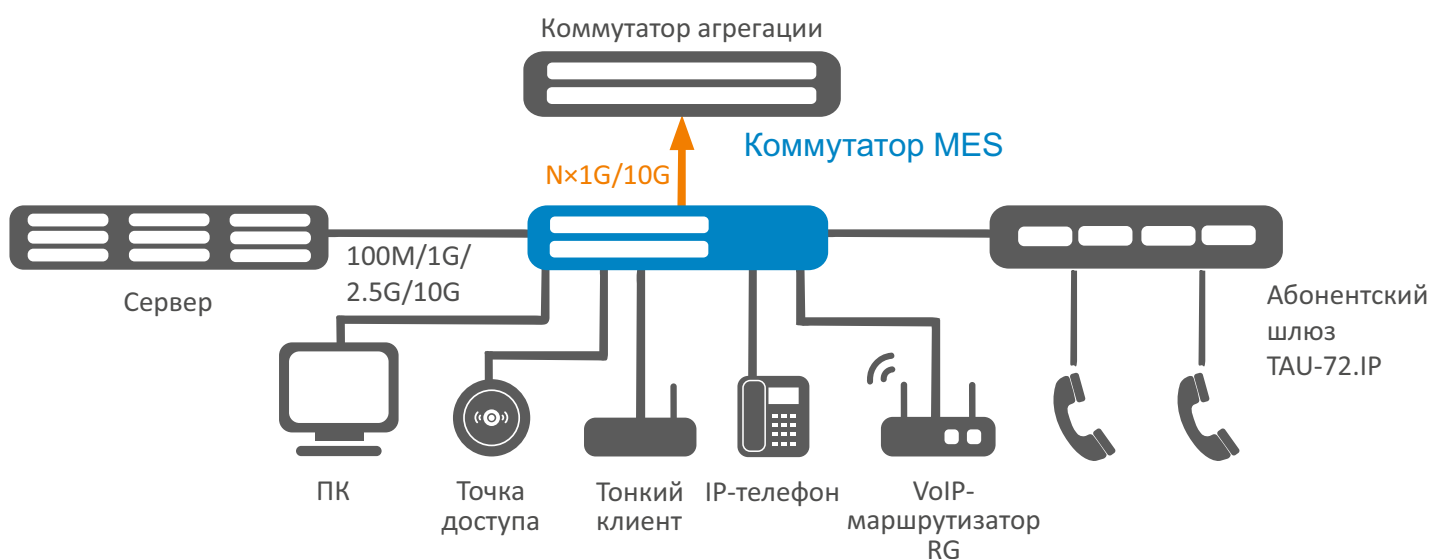 Коммутатор агрегации
Коммутатор MES
N×1G/10G
100M/1G/
2.5G/10G
Сервер
Абонентский
шлюз
TAU-72.IP
ПК
Точка
доступа
Тонкий
клиент
IP-телефон
VoIP-
маршрутизатор
RG